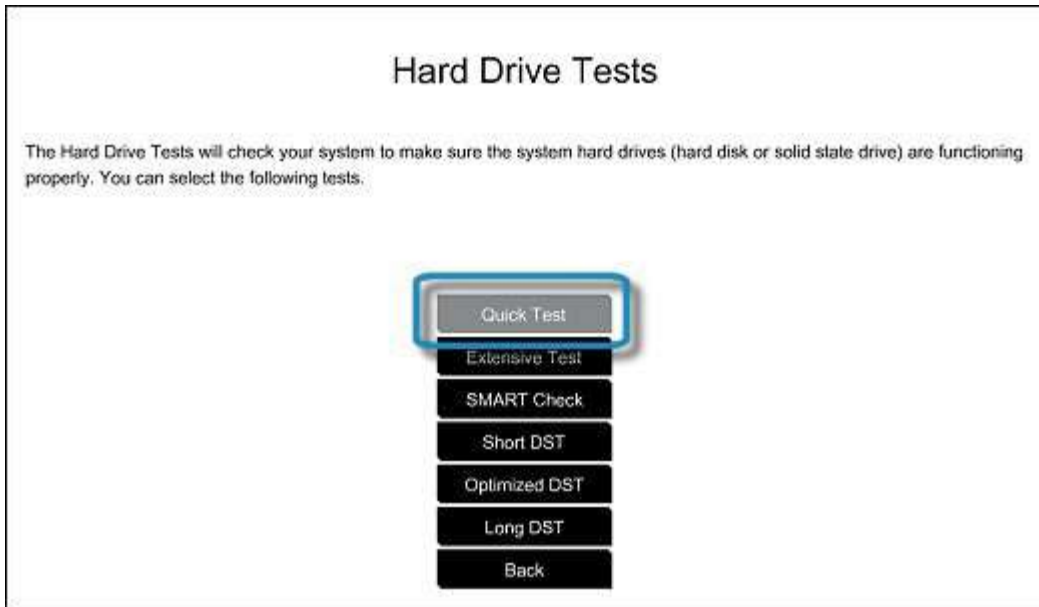 Hard Drive Tests
The Hard Drive Tests will check your system to make sure the system hard drives (hard disk or solid state drive) are functioning
properly. You can select the following tests.
Quick Test
Extensive Test
SMART Check
Short DST
Optimized DST
Long DST
Back